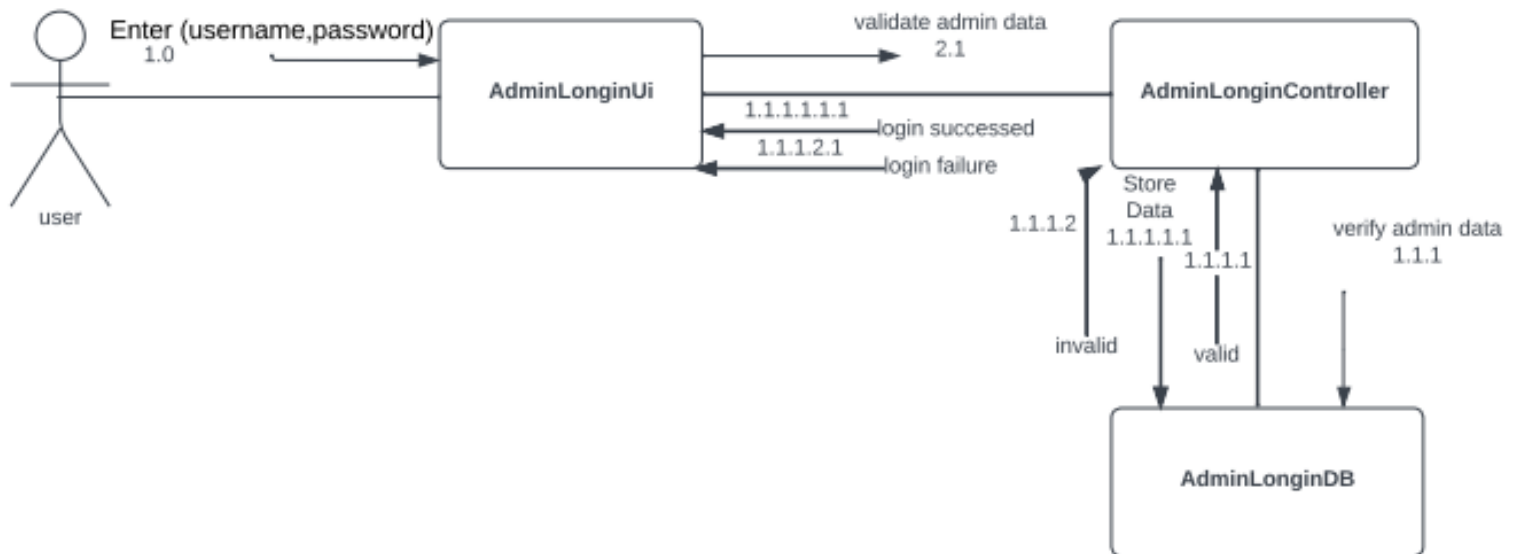 Enter (username,password)
1.0
validate admin data
2.1
AdminLonginUi
AdminLonginController
1.1.1.1.1.1
login successed
1.1.1.2.1
login failure
user
Store
Data
1.1.1.1.1
1.1.1.2
1.1.1.1
verify admin data
1.1.1
invalid
valid
AdminLonginDB